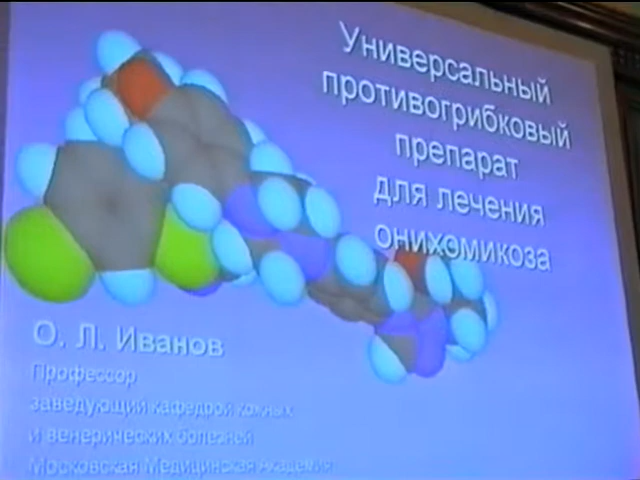 Универсальный
противогрибковый
препарат
для лечения
онихомикоза
О. Л. Иванов
Профессор
заведующий кафедрой кожных
и венерических болезней
Московская Медицинская Академия